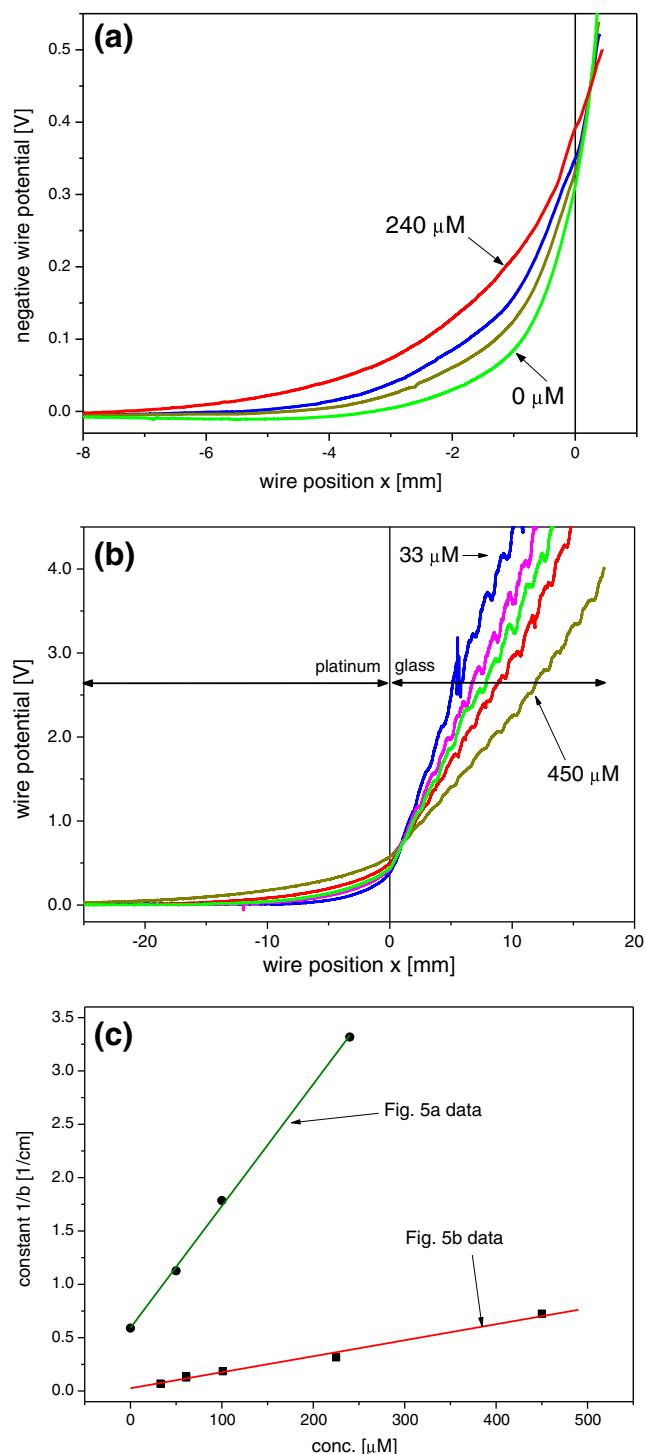 (a)
negative wire potential [V]
0.5
0.4
0.3
0.2
0.1
0.0
240 μM
0 μM
-8
-6
-4
-2
0
wire position x [mm]
(b)
wire potential [V]
4.0
3.0
2.0
1.0
0.0
33 μM
platinum
glass
450 μM
-20
-10
0
10
20
wire position x [mm]
(c)
constant 1/b [1/cm]
3.5
3.0
2.5
2.0
1.5
1.0
0.5
0.0
Fig. 5a data
Fig. 5b data
0
100
200
300
400
500
conc. [μM]